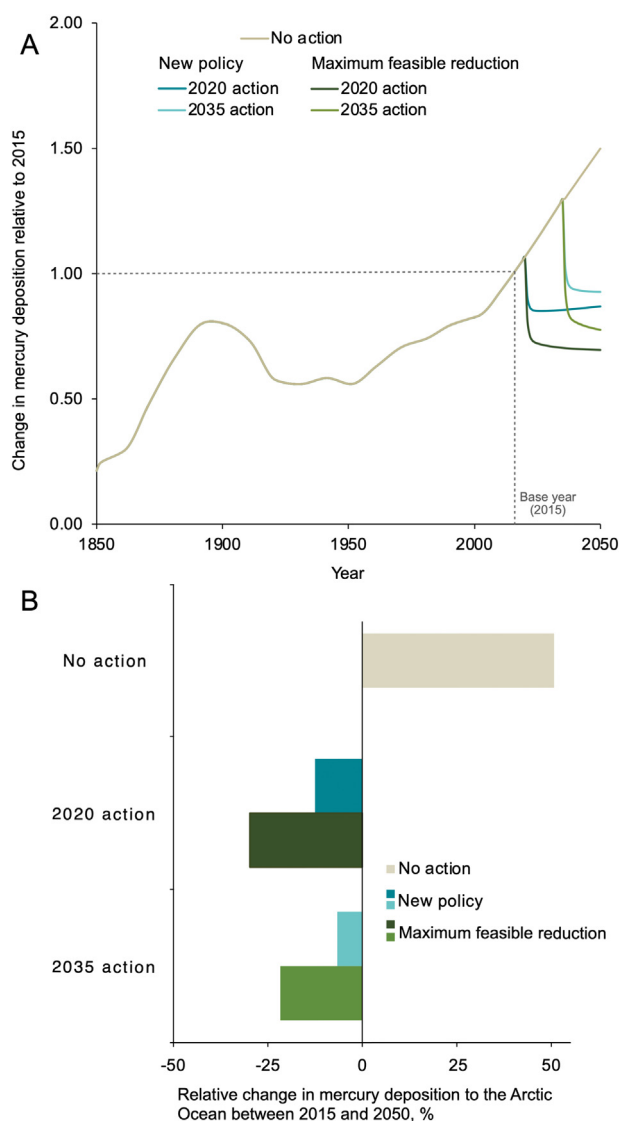 A
2.00
1.50
1.00
0.50
0.00
Change in mercury deposition relative to 2015
No action
New policy Maximum feasible reduction
2020 action 2020 action
2035 action 2035 action
Base year
(2015)
1850 1900 1950 2000 2050
Year
B
No action
2020 action
2035 action
No action
New policy
Maximum feasible reduction
-50 -25 0 25 50
Relative change in mercury deposition to the Arctic
Ocean between 2015 and 2050, %